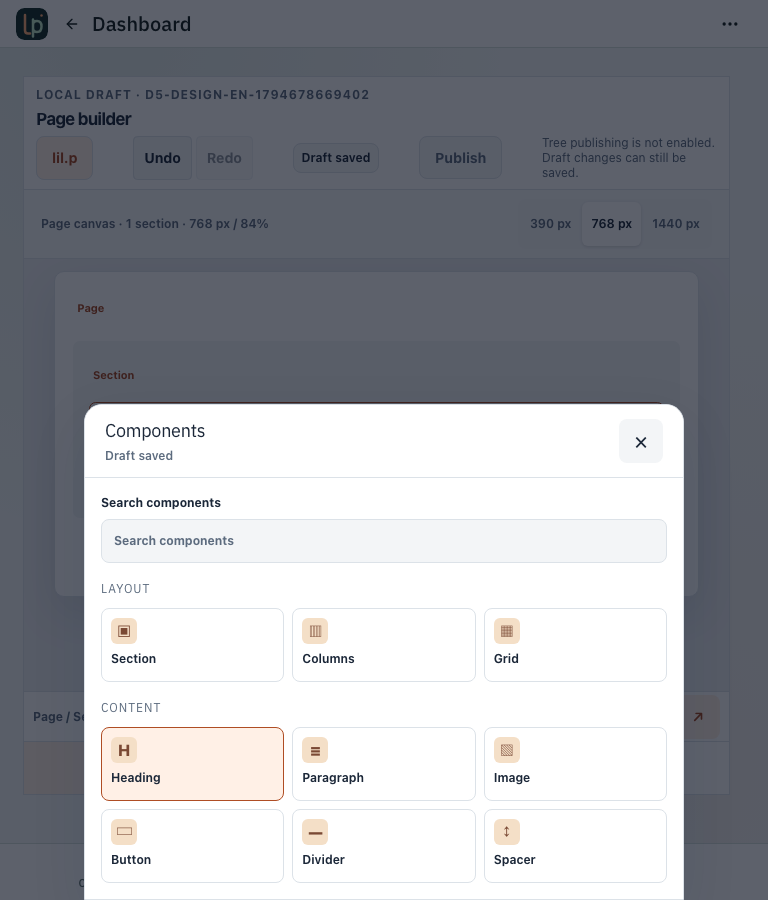 lp
Dashboard
LOCAL DRAFT · D5-DESIGN-EN-1794678669402
Page builder
lil.p
Undo
Redo
Draft saved
Publish
Tree publishing is not enabled.
Draft changes can still be
saved.
Page canvas · 1 section · 768 px / 84%
390 px
768 px
1440 px
Page
Section
Components
Draft saved
Search components
Search components
LAYOUT
Section
Columns
Grid
Page /
CONTENT
H
Heading
Paragraph
Image
Button
Divider
Spacer